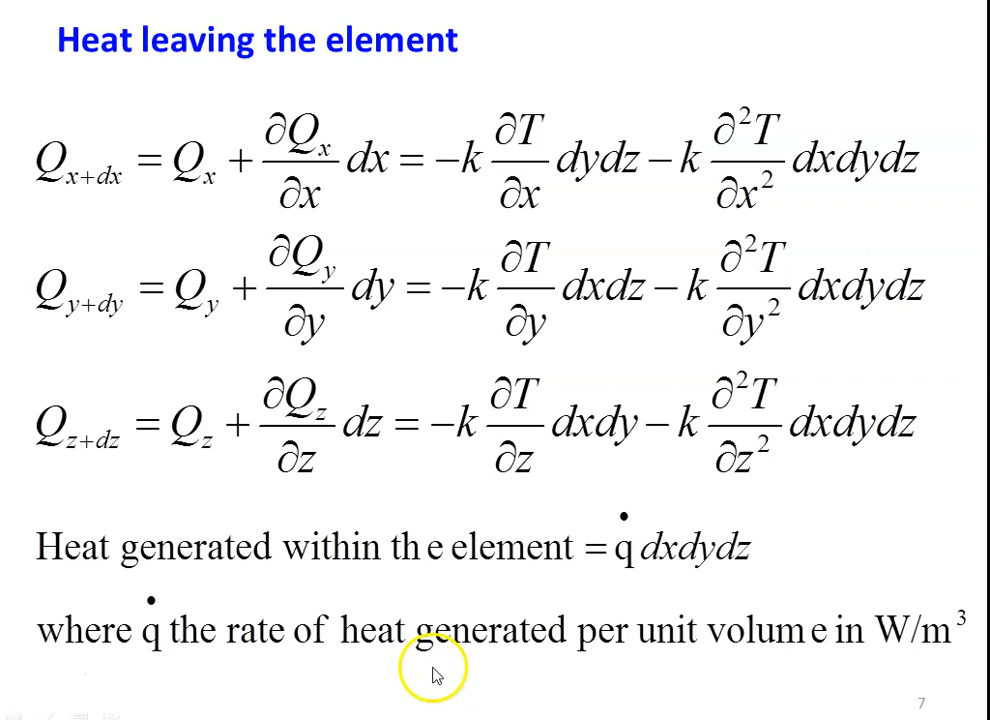 Heat leaving the element
Q_{x+dx} = Q_x + ∂Q_x/∂x dx = −k ∂T/∂x dydz − k ∂²T/∂x² dxdydz
Q_{y+dy} = Q_y + ∂Q_y/∂y dy = −k ∂T/∂y dxdz − k ∂²T/∂y² dxdydz
Q_{z+dz} = Q_z + ∂Q_z/∂z dz = −k ∂T/∂z dxdy − k ∂²T/∂z² dxdydz
Heat generated within th e element = q̇ dxdydz
where q̇ the rate of heat generated per unit volum e in W/m³
7